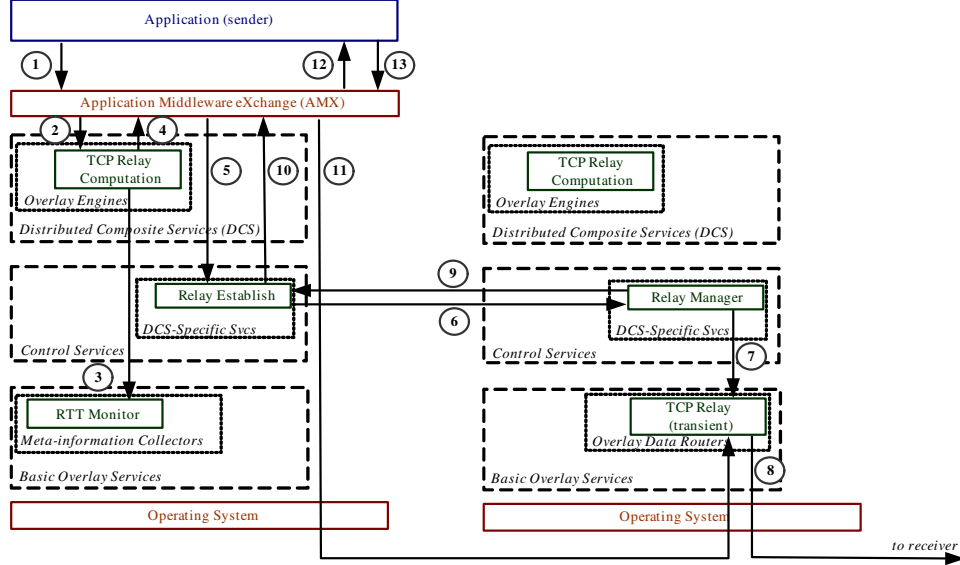 Application (sender)
1
12
13
Application Middleware eXchange (AMX)
2
4
TCP Relay
Computation
Overlay Engines
Distributed Composite Services (DCS)
5
10
11
TCP Relay
Computation
Overlay Engines
Distributed Composite Services (DCS)
Relay Establish
DCS-Specific Svcs
Control Services
9
6
Relay Manager
DCS-Specific Svcs
Control Services
7
3
RTT Monitor
Meta-information Collectors
Basic Overlay Services
TCP Relay
(transient)
Overlay Data Routers
Basic Overlay Services
8
Operating System
Operating System
to receiver